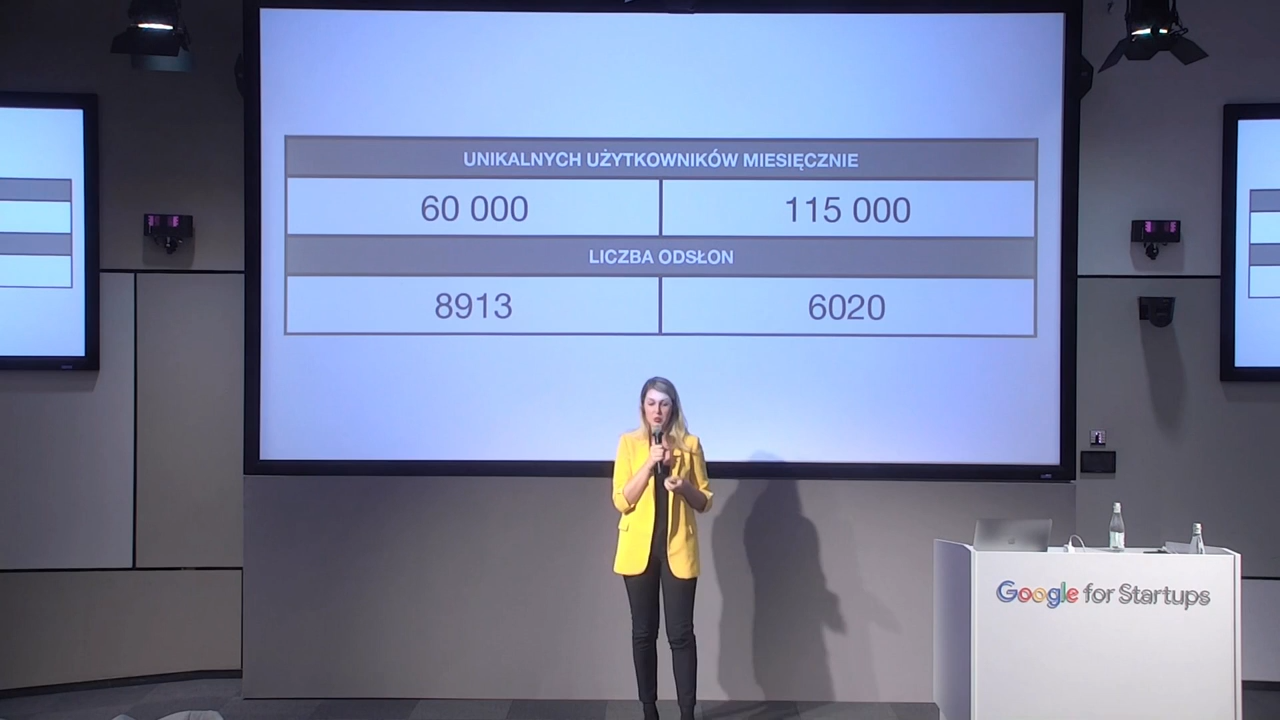 UNIKALNYCH UŻYTKOWNIKÓW MIESIĘCZNIE
60 000 115 000
LICZBA ODSŁON
8913 6020
Google for Startups